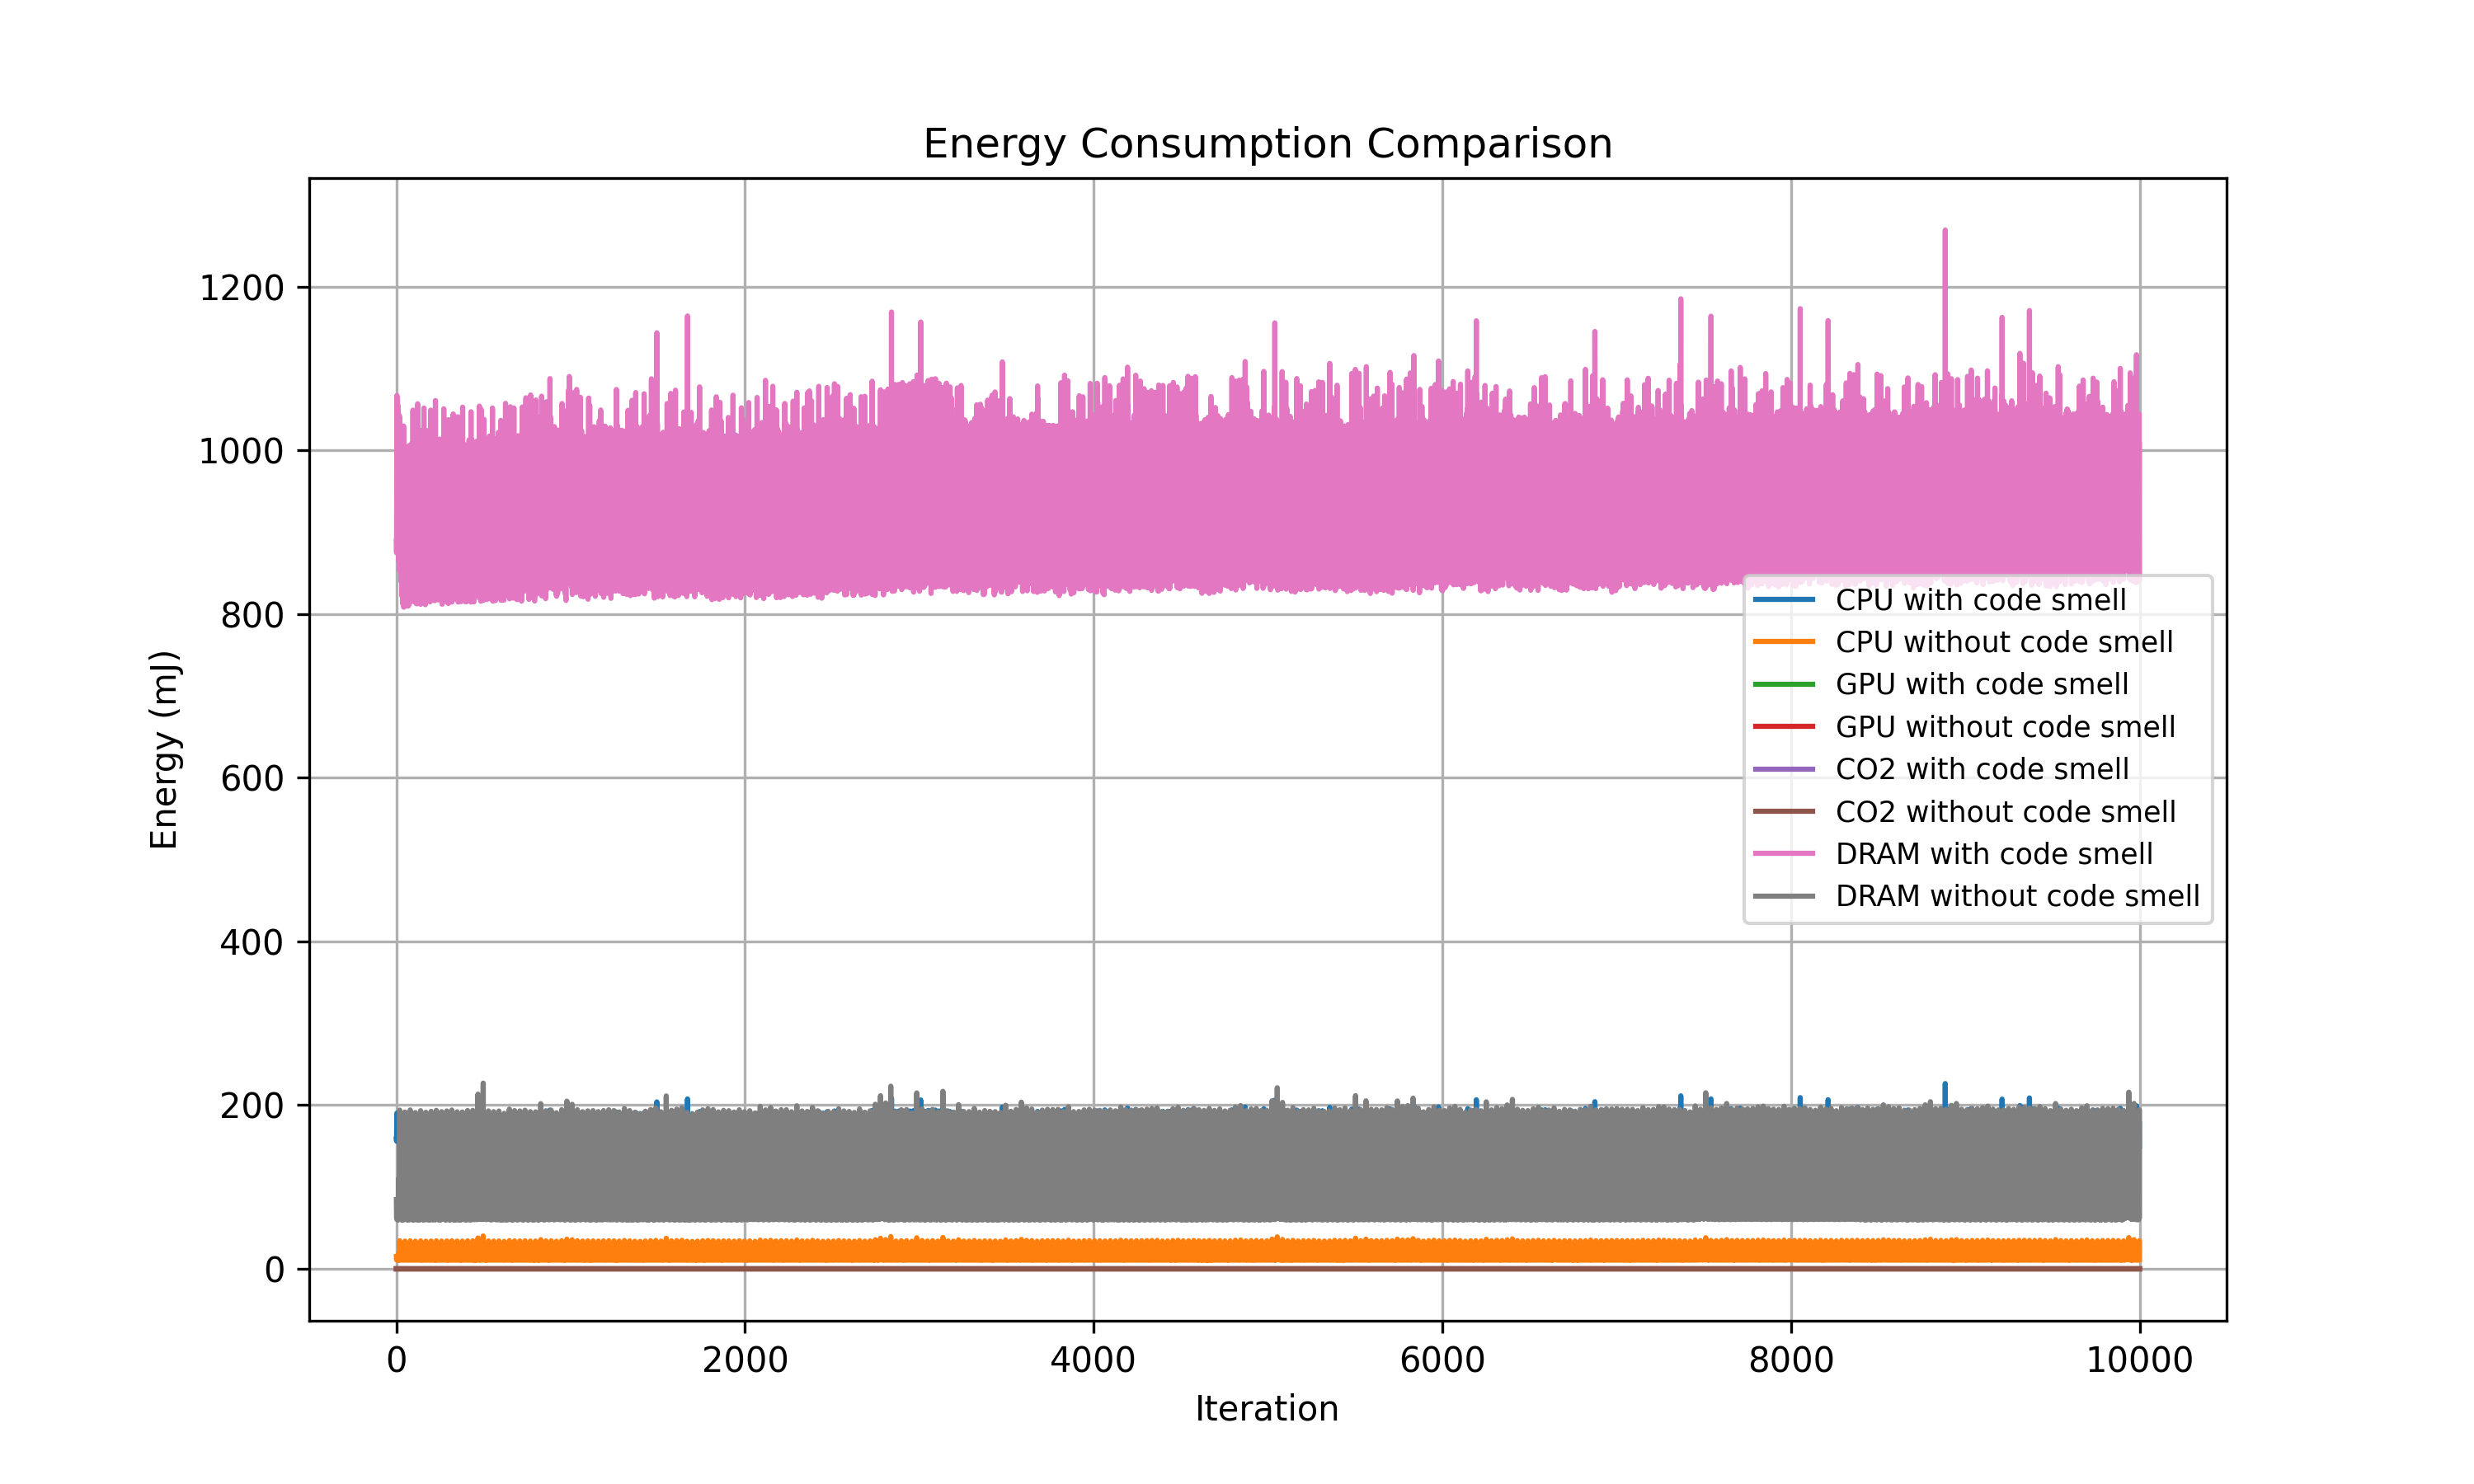 Energy Consumption Comparison
1200
1000
800
600
400
200
0
Energy (mJ)
CPU with code smell
CPU without code smell
GPU with code smell
GPU without code smell
CO2 with code smell
CO2 without code smell
DRAM with code smell
DRAM without code smell
0 2000 4000 6000 8000 10000
Iteration